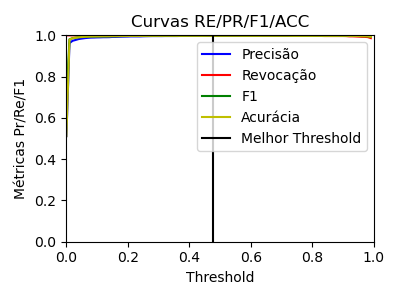 Curvas RE/PR/F1/ACC
Métricas Pr/Re/F1
1.0
0.8
0.6
0.4
0.2
0.0
Precisão
Revocação
F1
Acurácia
Melhor Threshold
0.0 0.2 0.4 0.6 0.8 1.0
Threshold